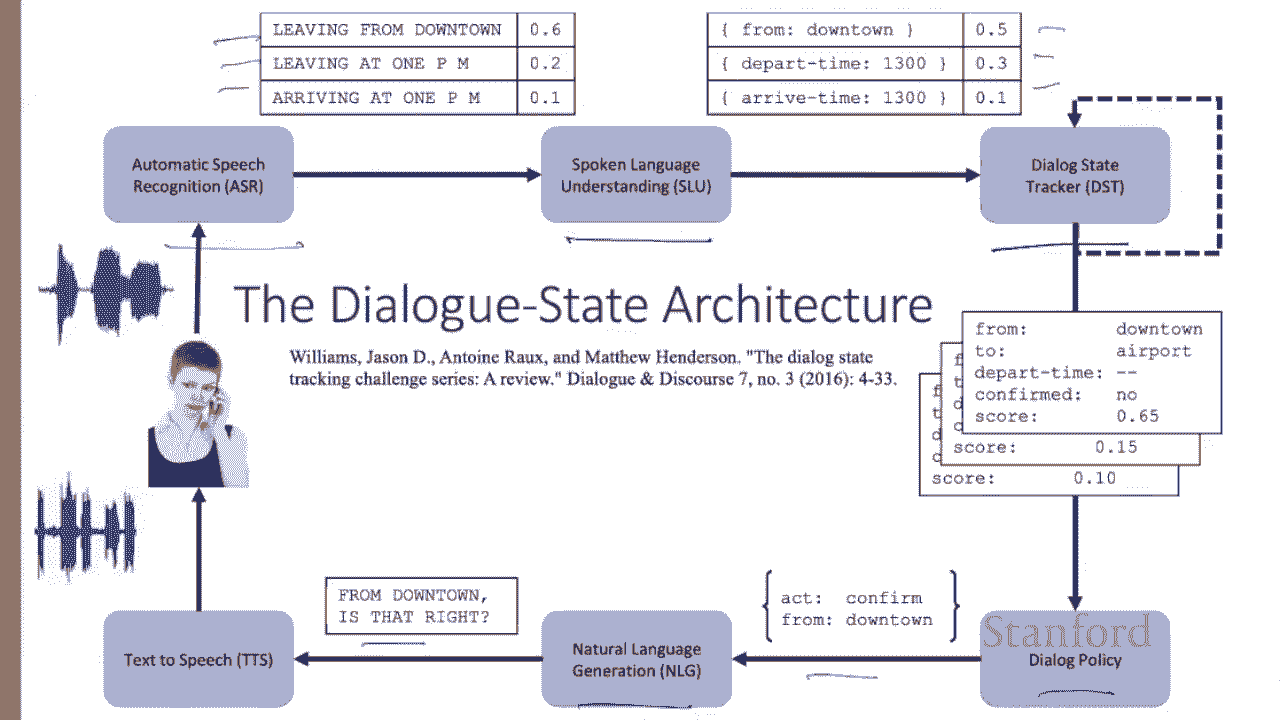 LEAVING FROM DOWNTOWN 0.6
LEAVING AT ONE P M 0.2
ARRIVING AT ONE P M 0.1
{ from: downtown } 0.5
{ depart-time: 1300 } 0.3
{ arrive-time: 1300 } 0.1
Automatic Speech
Recognition (ASR)
Spoken Language
Understanding (SLU)
Dialog State
Tracker (DST)
The Dialogue-State Architecture
Williams, Jason D., Antoine Raux, and Matthew Henderson. "The dialog state
tracking challenge series: A review." Dialogue & Discourse 7, no. 3 (2016): 4-33.
from: downtown
to: airport
depart-time: --
confirmed: no
score: 0.65
f
t
d
c
score: 0.15
f
t
d
c
score: 0.10
Text to Speech (TTS)
FROM DOWNTOWN,
IS THAT RIGHT?
Natural Language
Generation (NLG)
act: confirm
from: downtown
Stanford
Dialog Policy